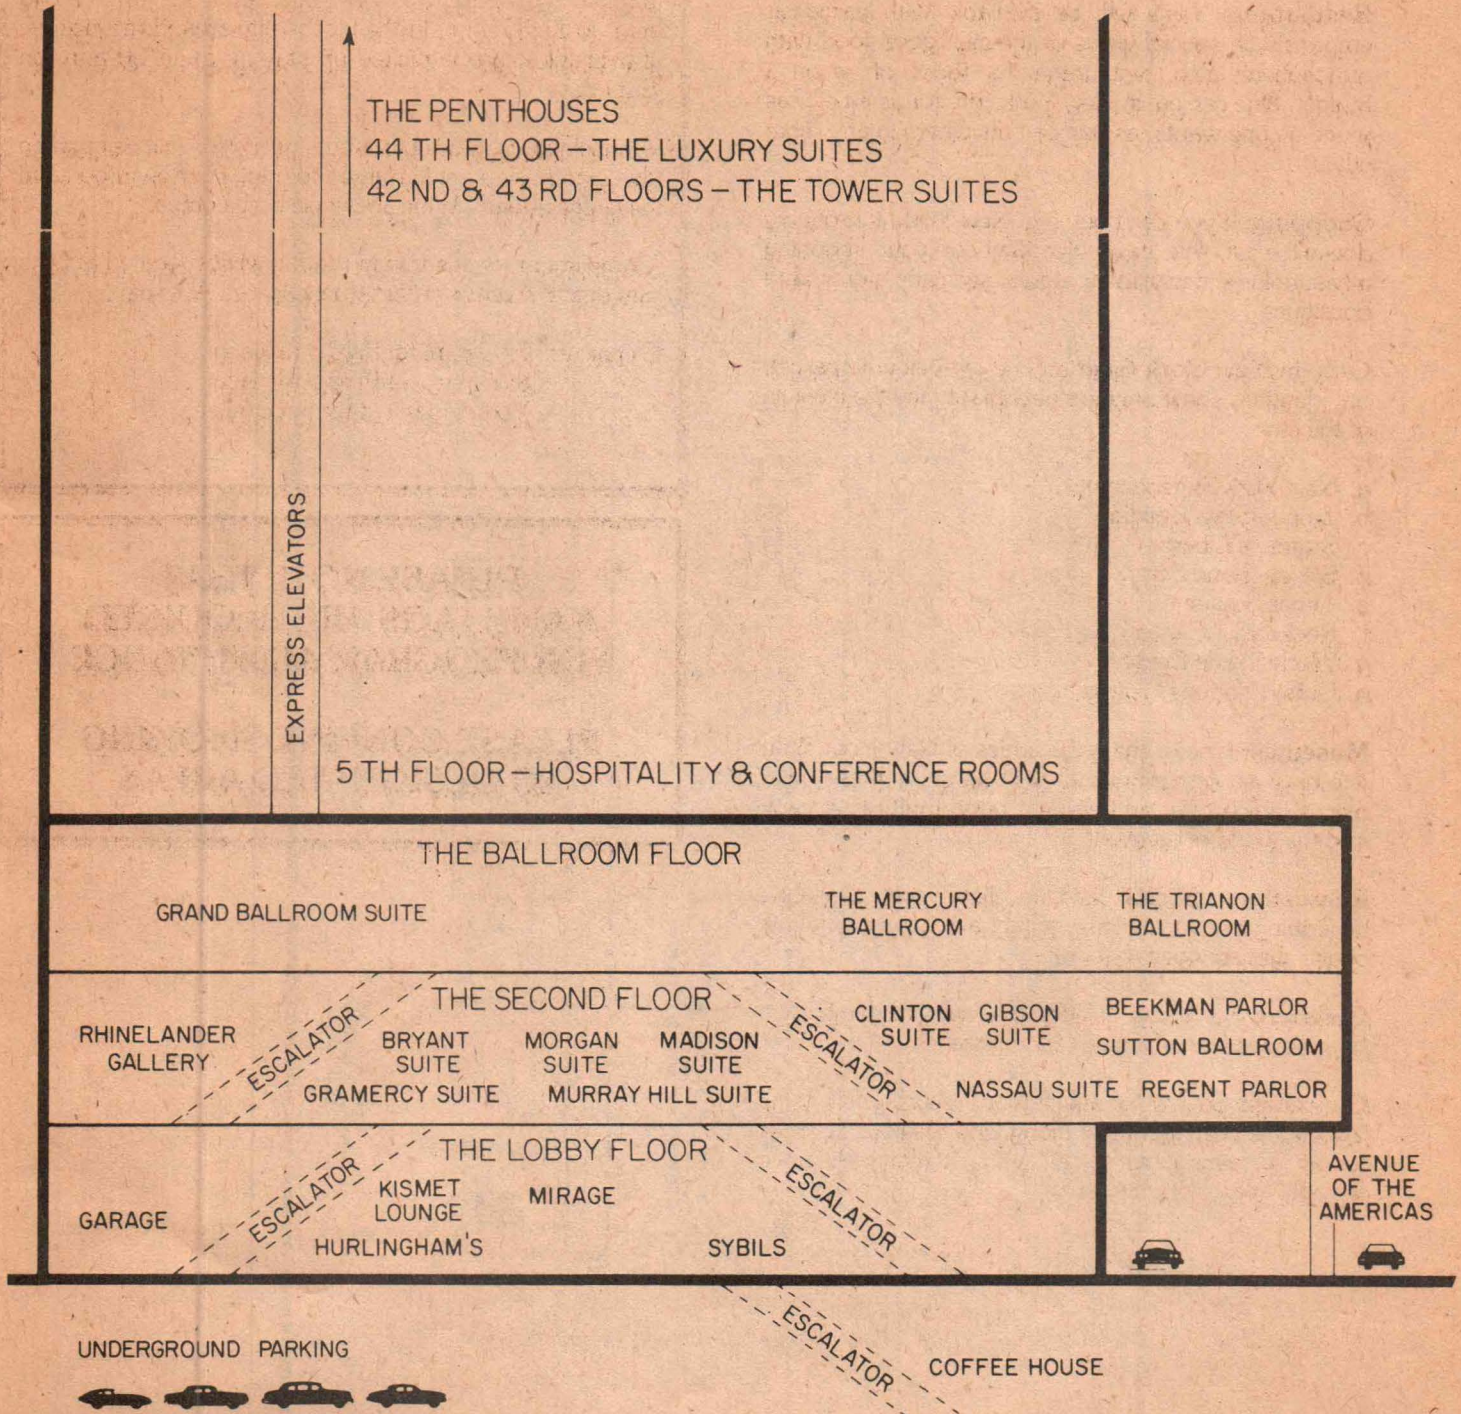 THE PENTHOUSES
44 TH FLOOR – THE LUXURY SUITES
42 ND & 43 RD FLOORS – THE TOWER SUITES
EXPRESS ELEVATORS
5 TH FLOOR – HOSPITALITY & CONFERENCE ROOMS
THE BALLROOM FLOOR
GRAND BALLROOM SUITE
THE MERCURY
BALLROOM
THE TRIANON
BALLROOM
THE SECOND FLOOR
RHINELANDER
GALLERY
ESCALATOR
BRYANT
SUITE
MORGAN
SUITE
MADISON
SUITE
GRAMERCY SUITE
MURRAY HILL SUITE
ESCALATOR
CLINTON
SUITE
GIBSON
SUITE
BEEKMAN PARLOR
SUTTON BALLROOM
NASSAU SUITE
REGENT PARLOR
THE LOBBY FLOOR
GARAGE
ESCALATOR
KISMET
LOUNGE
MIRAGE
HURLINGHAM'S
SYBILS
ESCALATOR
AVENUE
OF THE
AMERICAS
UNDERGROUND PARKING
ESCALATOR
COFFEE HOUSE